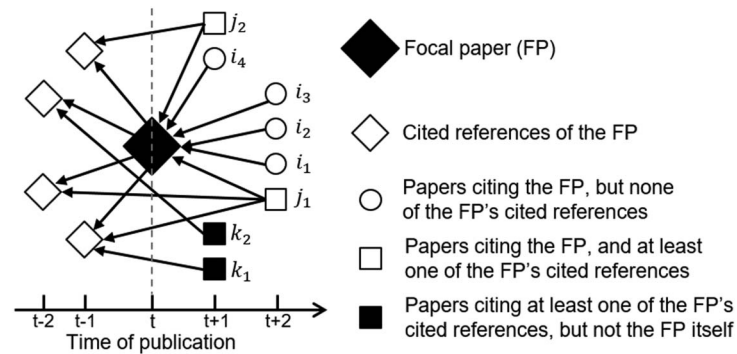 j₂
i₄
i₃
i₂
i₁
j₁
k₂
k₁
t-2 t-1 t t+1 t+2
Time of publication
Focal paper (FP)
Cited references of the FP
Papers citing the FP, but none
of the FP's cited references
Papers citing the FP, and at least
one of the FP's cited references
Papers citing at least one of the FP's
cited references, but not the FP itself